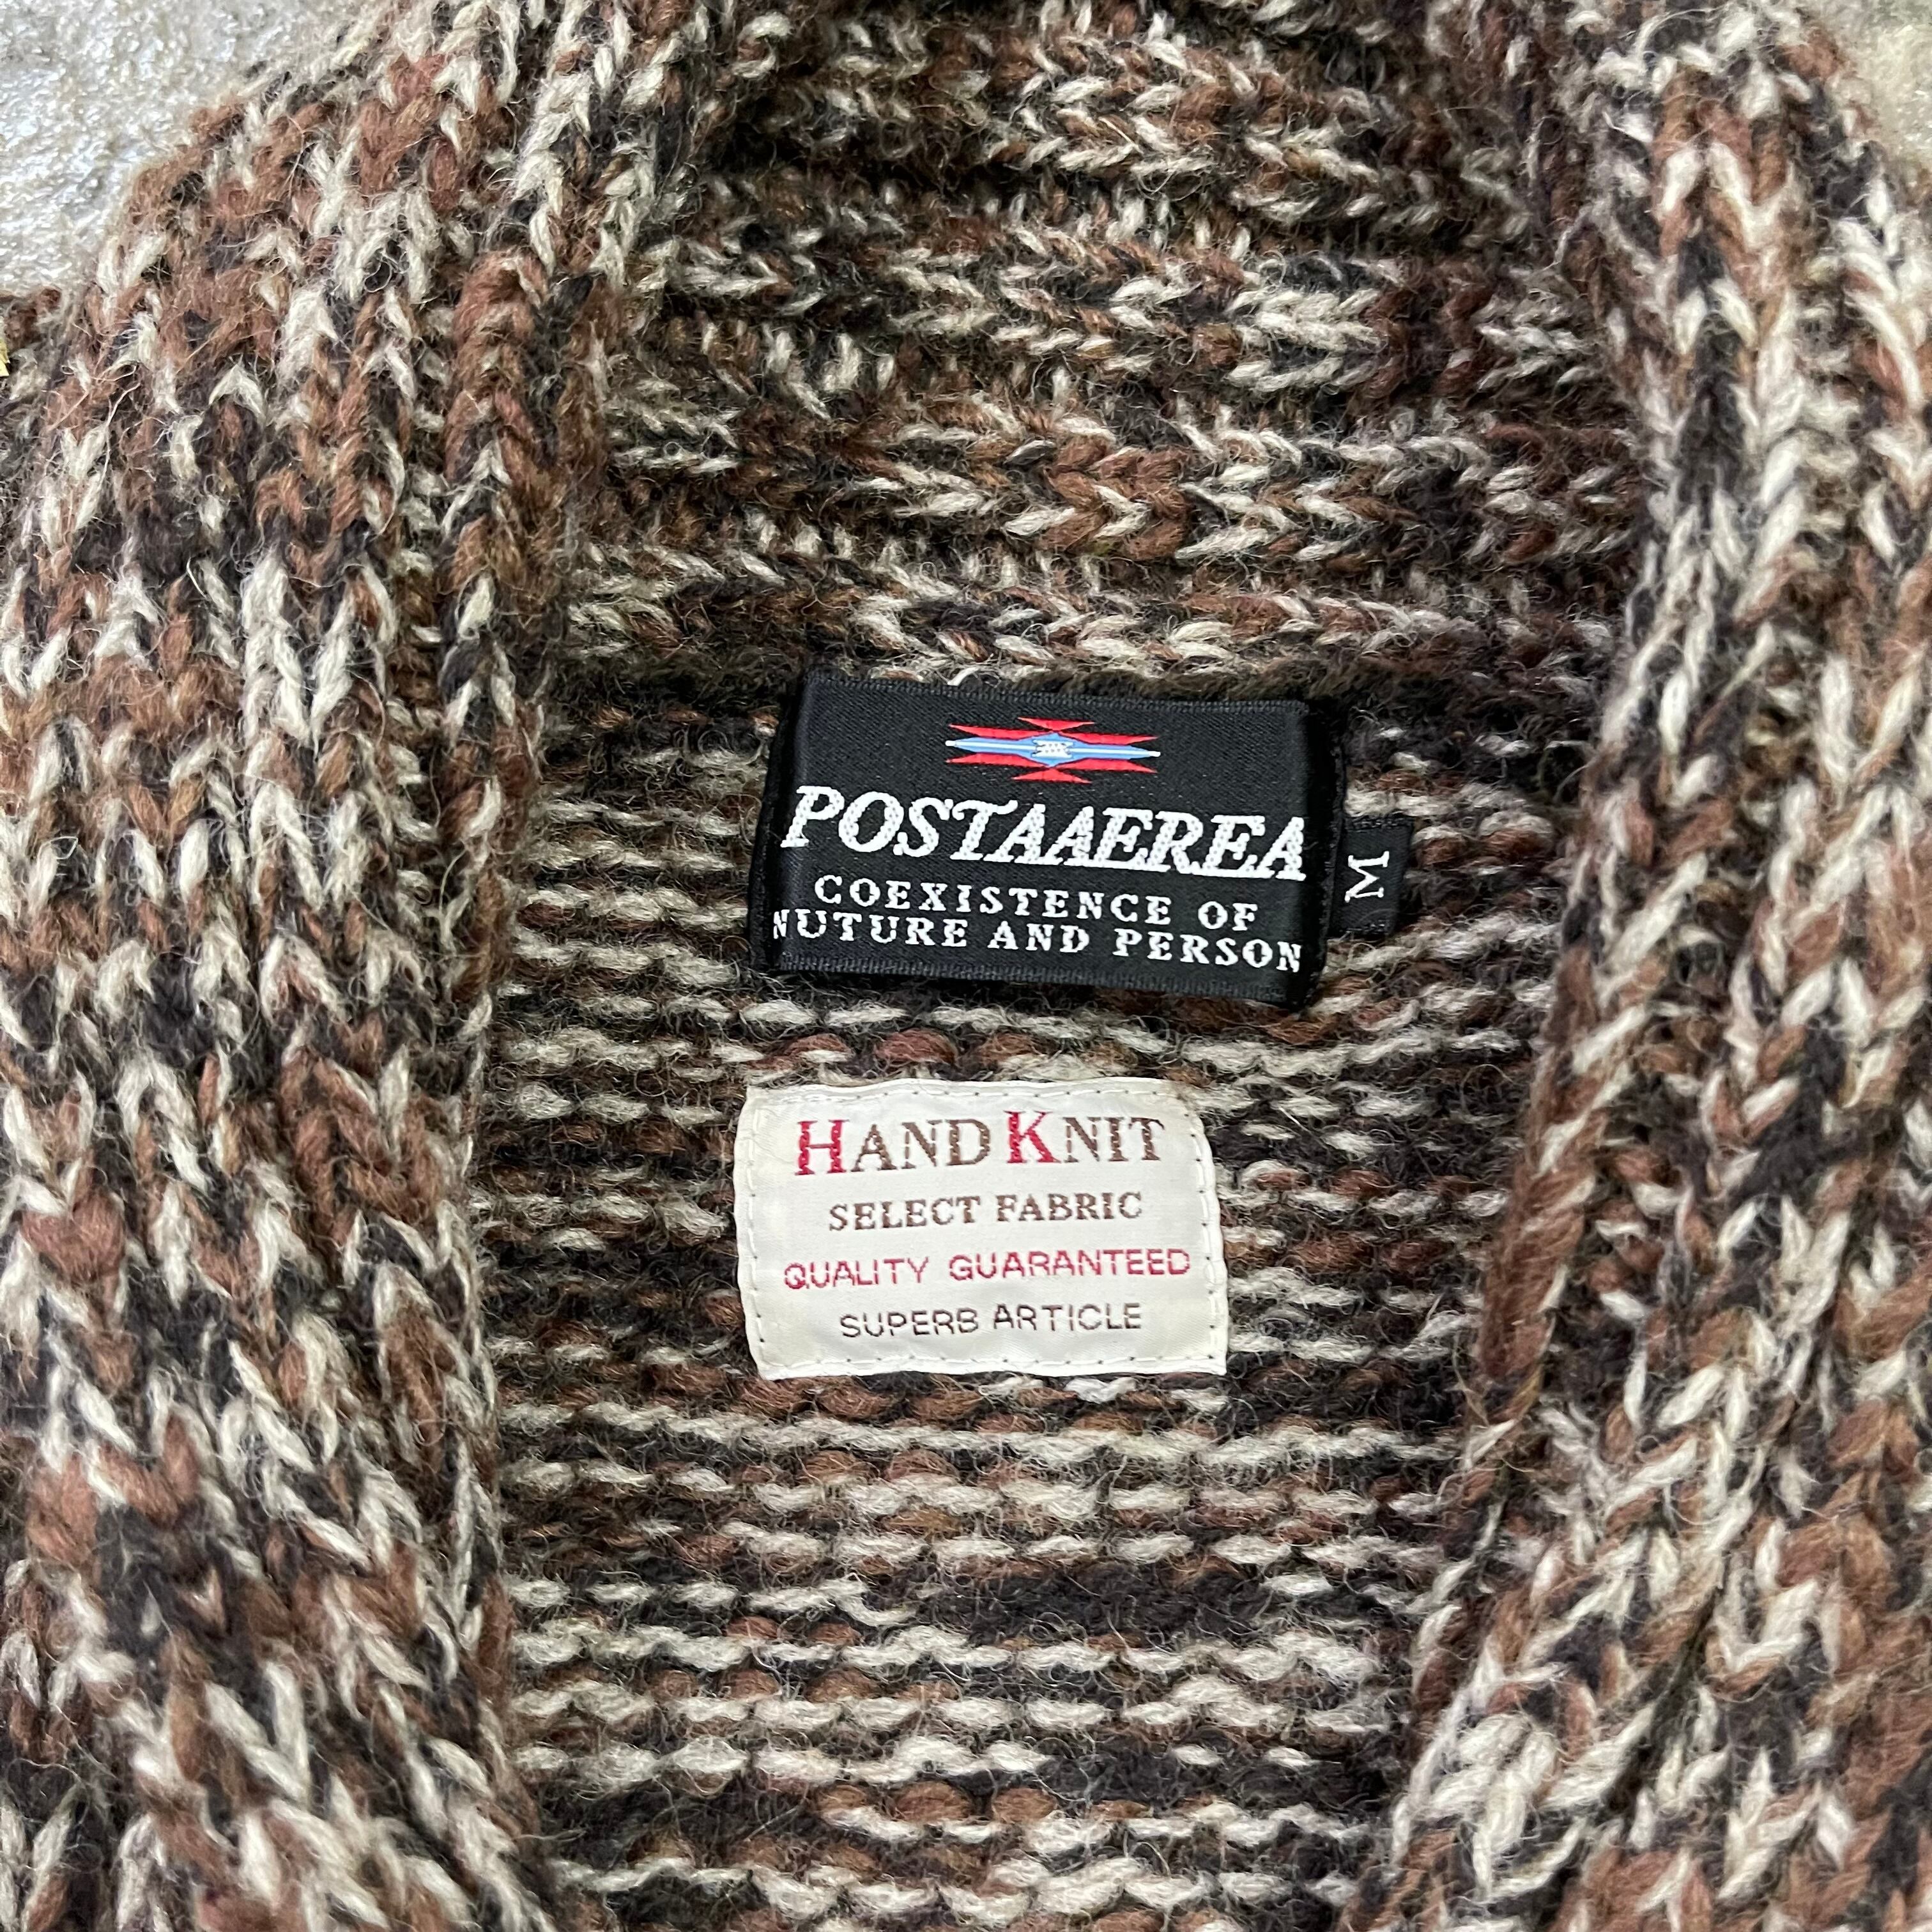 POSTAAEREA
COEXISTENCE OF
NUTURE AND PERSON
M
HAND KNIT
SELECT FABRIC
QUALITY GUARANTEED
SUPERB ARTICLE